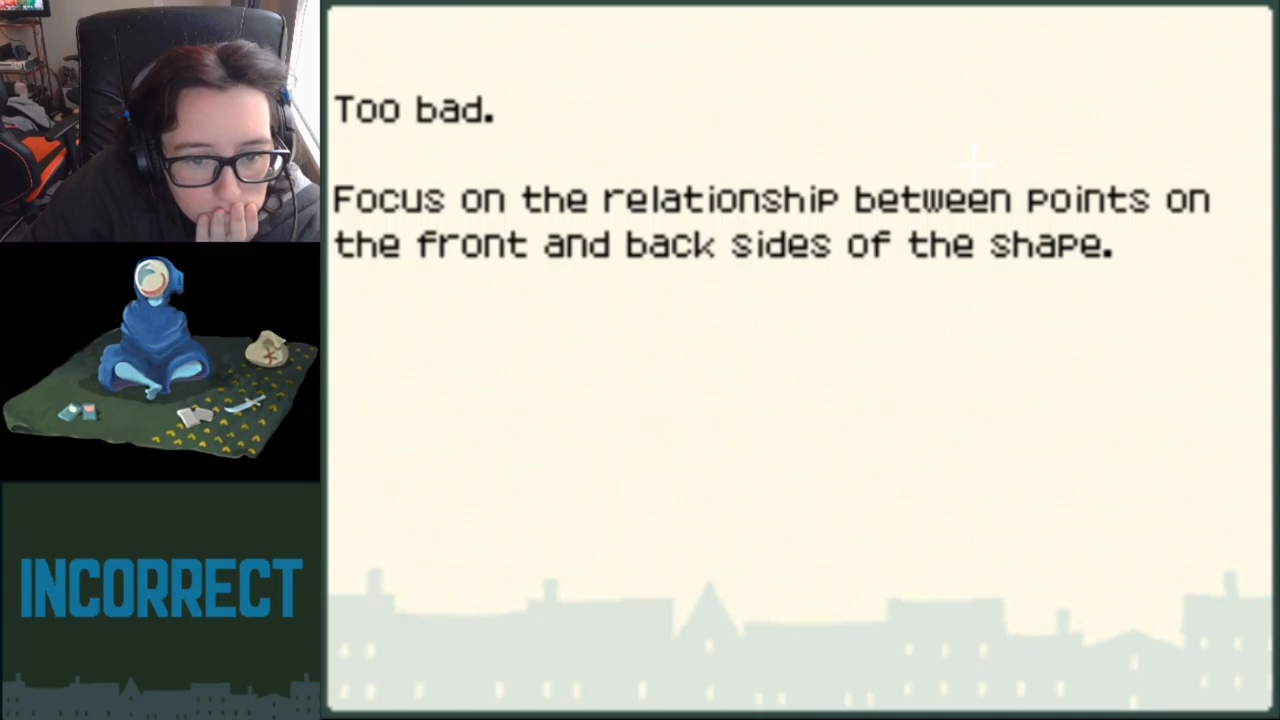 Too bad.
Focus on the relationship between points on
the front and back sides of the shape.
INCORRECT